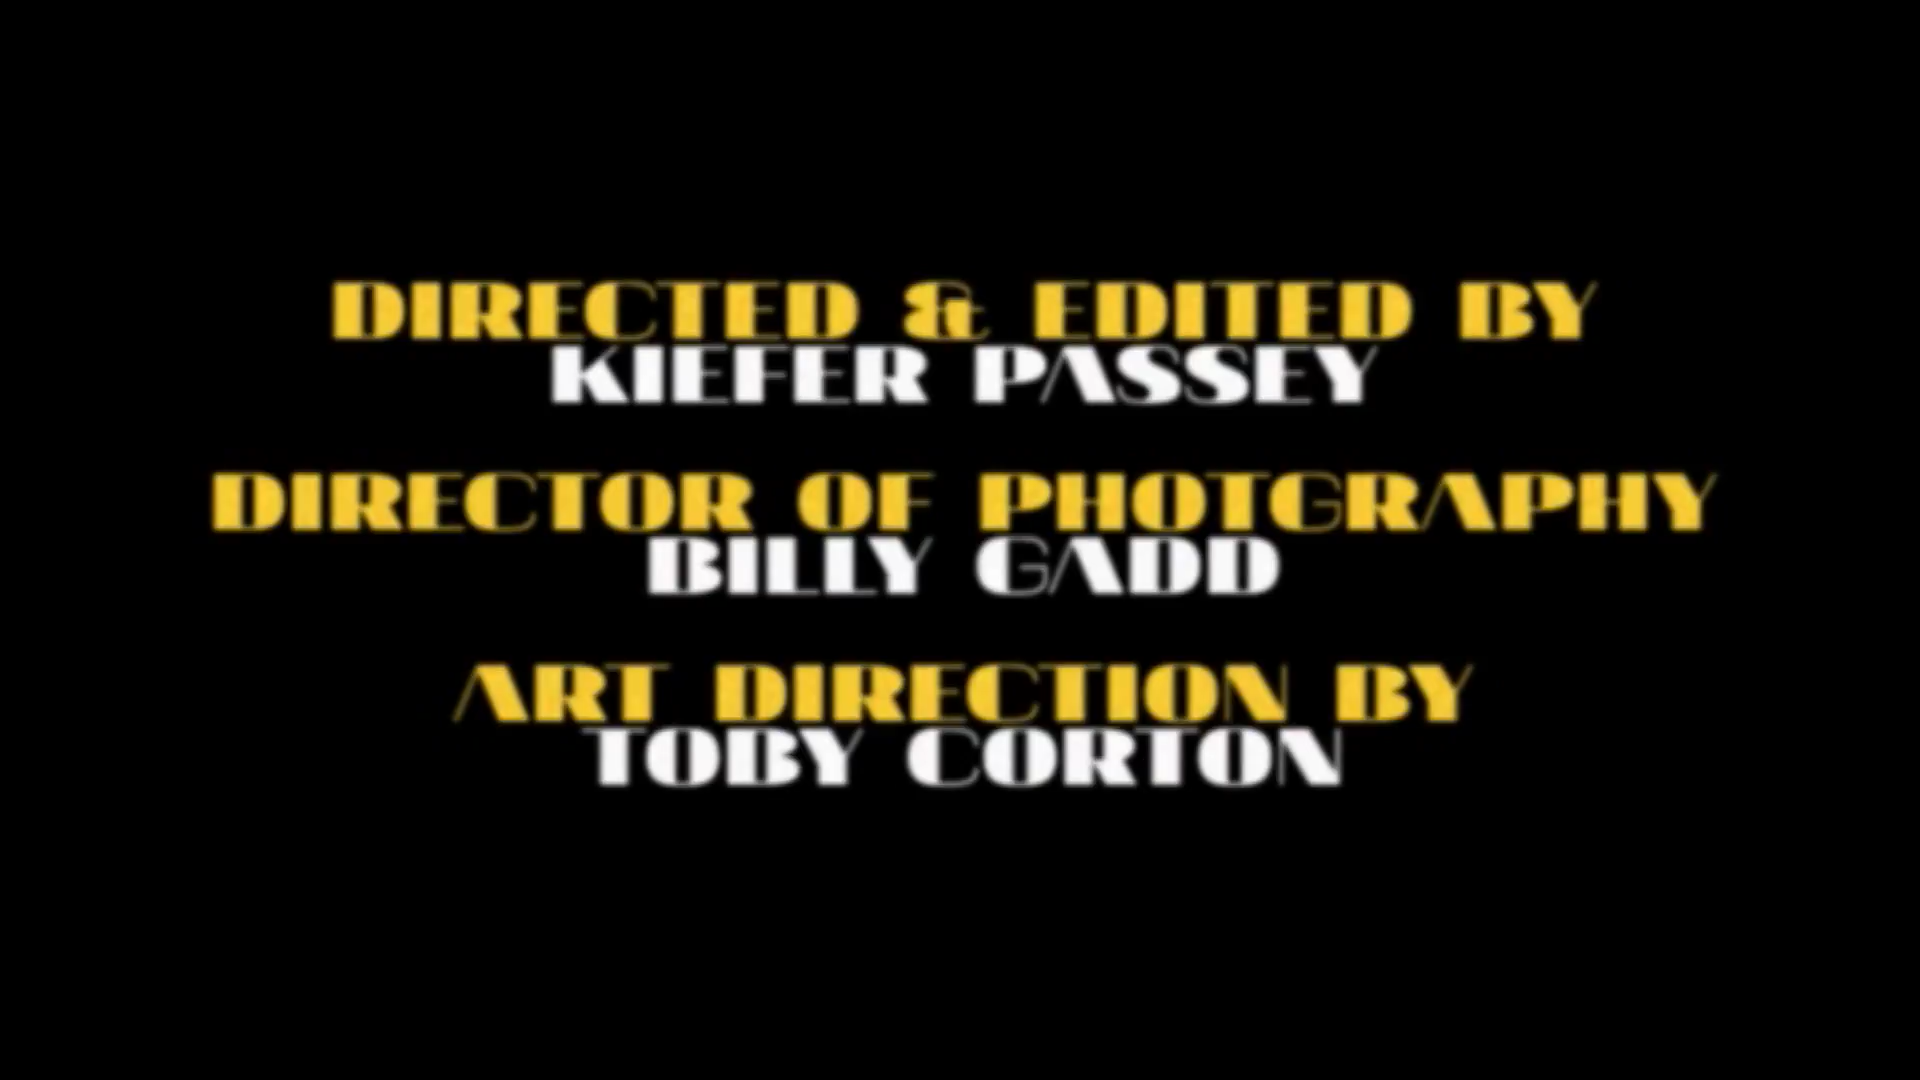 DIRECTED & EDITED BY
KIEFER PASSEY
DIRECTOR OF PHOTGRAPHY
BILLY GADD
ART DIRECTION BY
TOBY CORTON